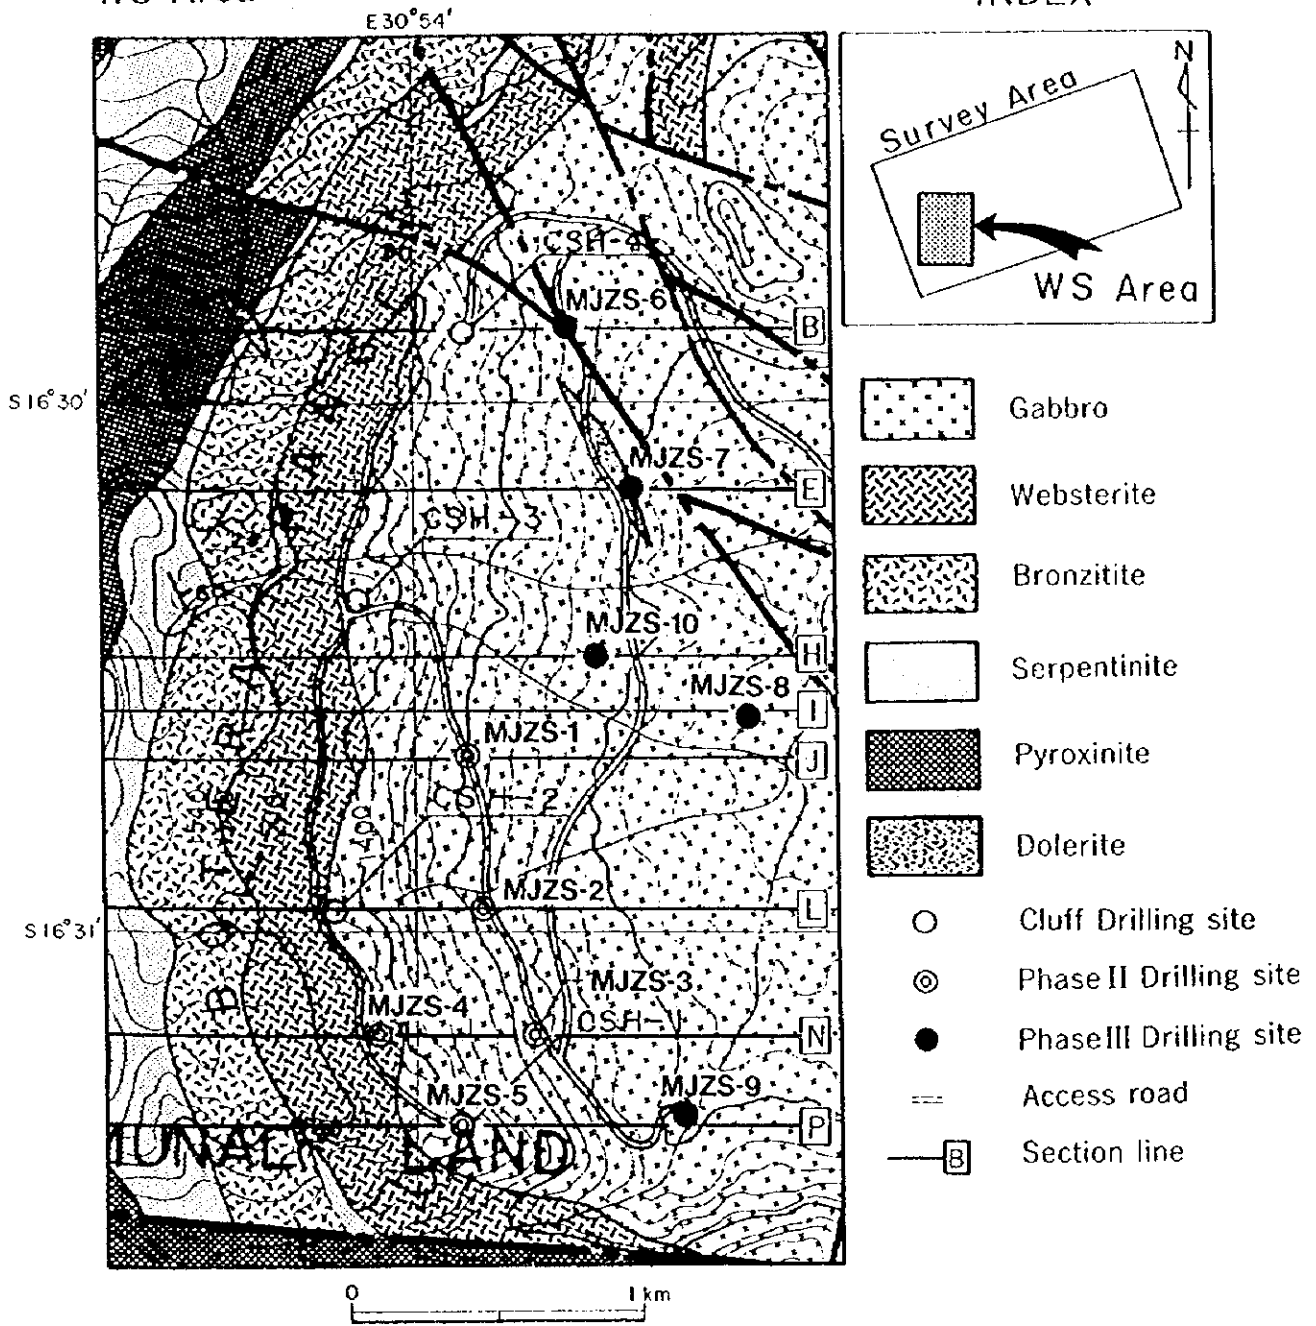 E30°54'
N
Survey Area
WS Area
CSH-4
MJZS-6
B
S16°30'
MJZS-7
E
CSH-3
MJZS-10
H
MJZS-8
I
MJZS-1
J
CSH-2
1400
MJZS-2
L
S16°31'
MJZS-3
MJZS-4
CSH-1
N
MJZS-5
MJZS-9
P
LAND
0
1 km
Gabbro
Websterite
Bronzitite
Serpentinite
Pyroxinite
Dolerite
Cluff Drilling site
Phase II Drilling site
Phase III Drilling site
Access road
B Section line